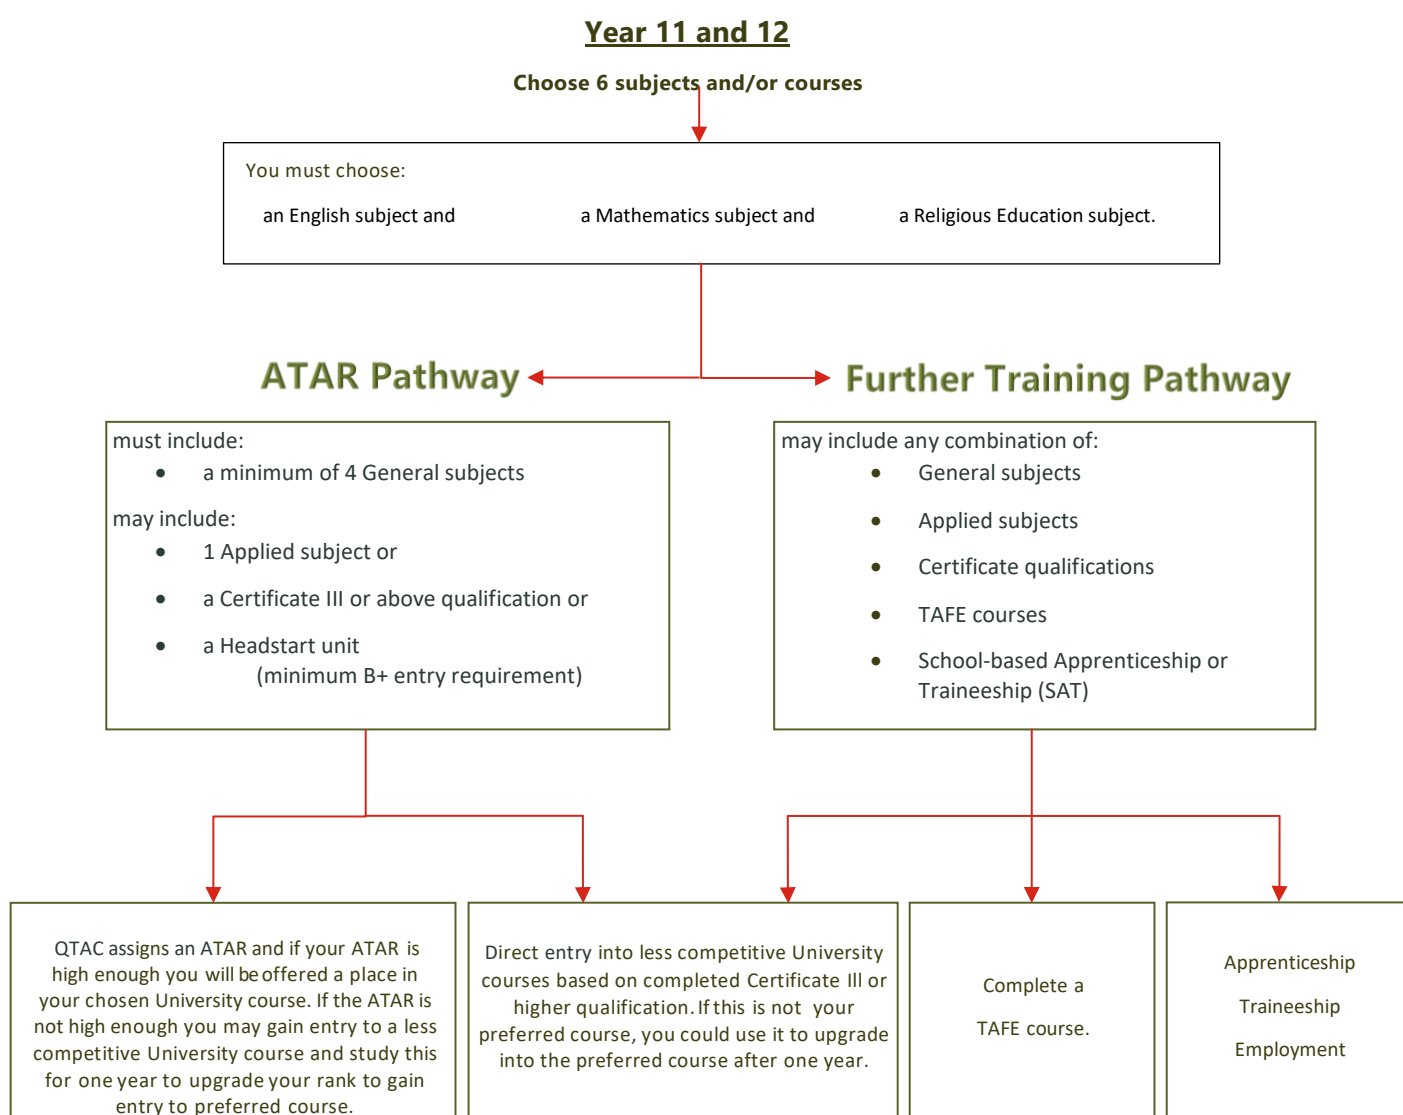 Year 11 and 12
Choose 6 subjects and/or courses
You must choose:
an English subject and a Mathematics subject and a Religious Education subject.
ATAR Pathway
must include:
• a minimum of 4 General subjects
may include:
• 1 Applied subject or
• a Certificate III or above qualification or
• a Headstart unit
(minimum B+ entry requirement)
Further Training Pathway
may include any combination of:
• General subjects
• Applied subjects
• Certificate qualifications
• TAFE courses
• School-based Apprenticeship or
Traineeship (SAT)
QTAC assigns an ATAR and if your ATAR is
high enough you will be offered a place in
your chosen University course. If the ATAR is
not high enough you may gain entry to a less
competitive University course and study this
for one year to upgrade your rank to gain
entry to preferred course.
Direct entry into less competitive University
courses based on completed Certificate Ill or
higher qualification. If this is not your
preferred course, you could use it to upgrade
into the preferred course after one year.
Complete a
TAFE course.
Apprenticeship
Traineeship
Employment